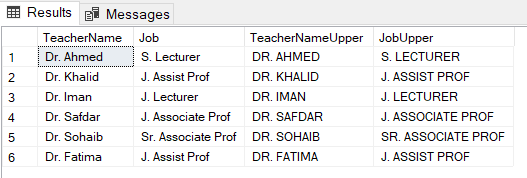 Results Messages
TeacherName Job TeacherNameUpper JobUpper
1 Dr. Ahmed S. Lecturer DR. AHMED S. LECTURER
2 Dr. Khalid J. Assist Prof DR. KHALID J. ASSIST PROF
3 Dr. Iman J. Lecturer DR. IMAN J. LECTURER
4 Dr. Safdar J. Associate Prof DR. SAFDAR J. ASSOCIATE PROF
5 Dr. Sohaib Sr. Associate Prof DR. SOHAIB SR. ASSOCIATE PROF
6 Dr. Fatima J. Assist Prof DR. FATIMA J. ASSIST PROF